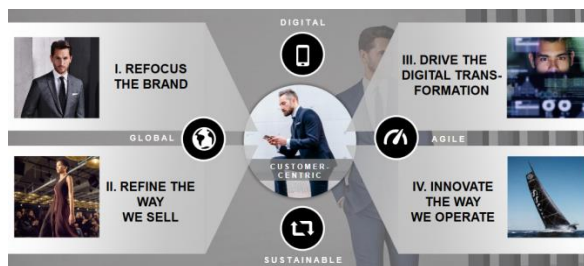 DIGITAL
I. REFOCUS
THE BRAND
III. DRIVE THE
DIGITAL TRANS-
FORMATION
GLOBAL
AGILE
CUSTOMER-
CENTRIC
II. REFINE THE
WAY
WE SELL
IV. INNOVATE
THE WAY
WE OPERATE
SUSTAINABLE